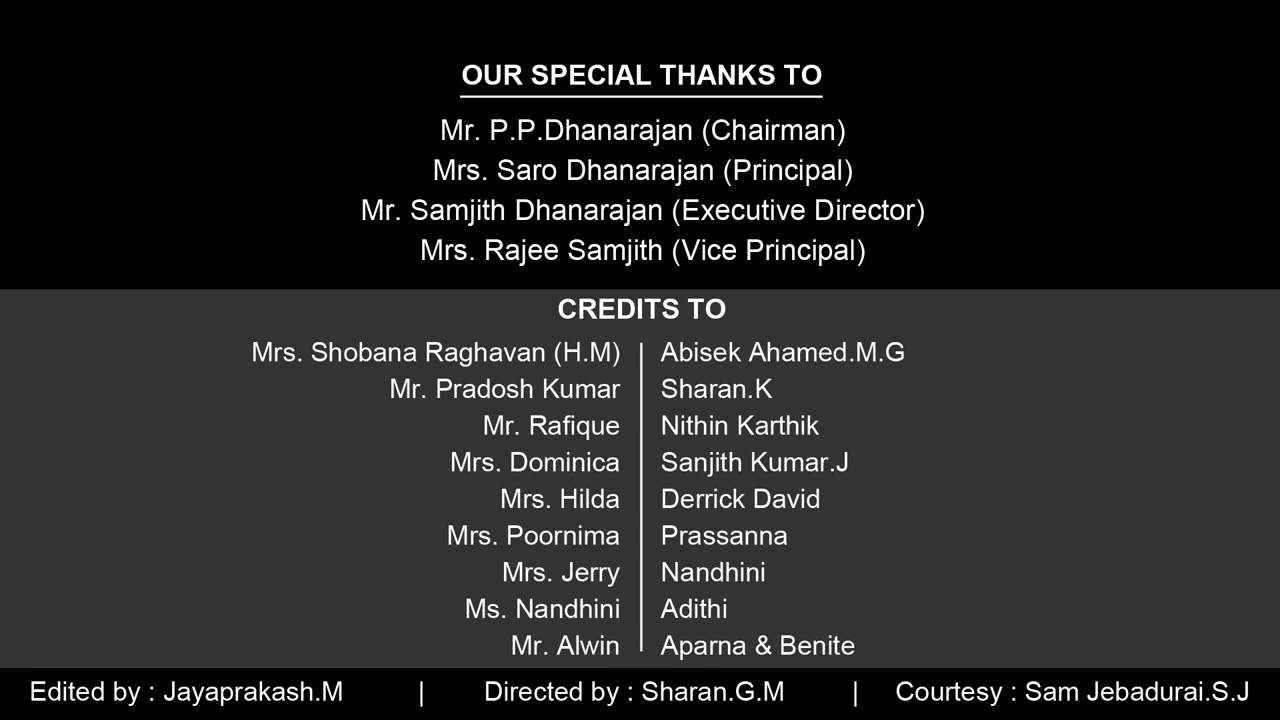 OUR SPECIAL THANKS TO
Mr. P.P.Dhanarajan (Chairman)
Mrs. Saro Dhanarajan (Principal)
Mr. Samjith Dhanarajan (Executive Director)
Mrs. Rajee Samjith (Vice Principal)
CREDITS TO
Mrs. Shobana Raghavan (H.M) | Abisek Ahamed.M.G
Mr. Pradosh Kumar | Sharan.K
Mr. Rafique | Nithin Karthik
Mrs. Dominica | Sanjith Kumar.J
Mrs. Hilda | Derrick David
Mrs. Poornima | Prassanna
Mrs. Jerry | Nandhini
Ms. Nandhini | Adithi
Mr. Alwin | Aparna & Benite
Edited by : Jayaprakash.M | Directed by : Sharan.G.M | Courtesy : Sam Jebadurai.S.J